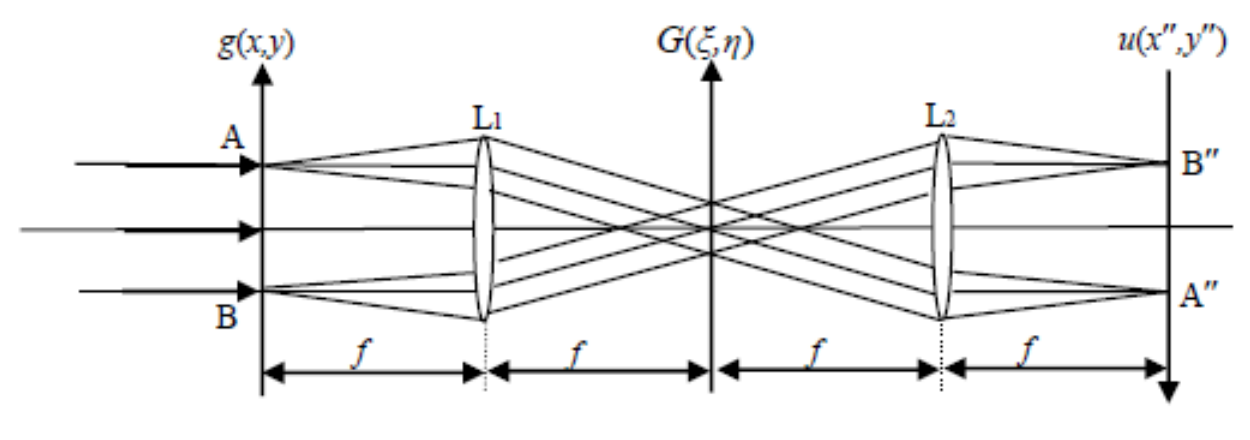 g(x,y) G(ξ,η) u(x″,y″)
A L₁ L₂ B″
B A″
f f f f